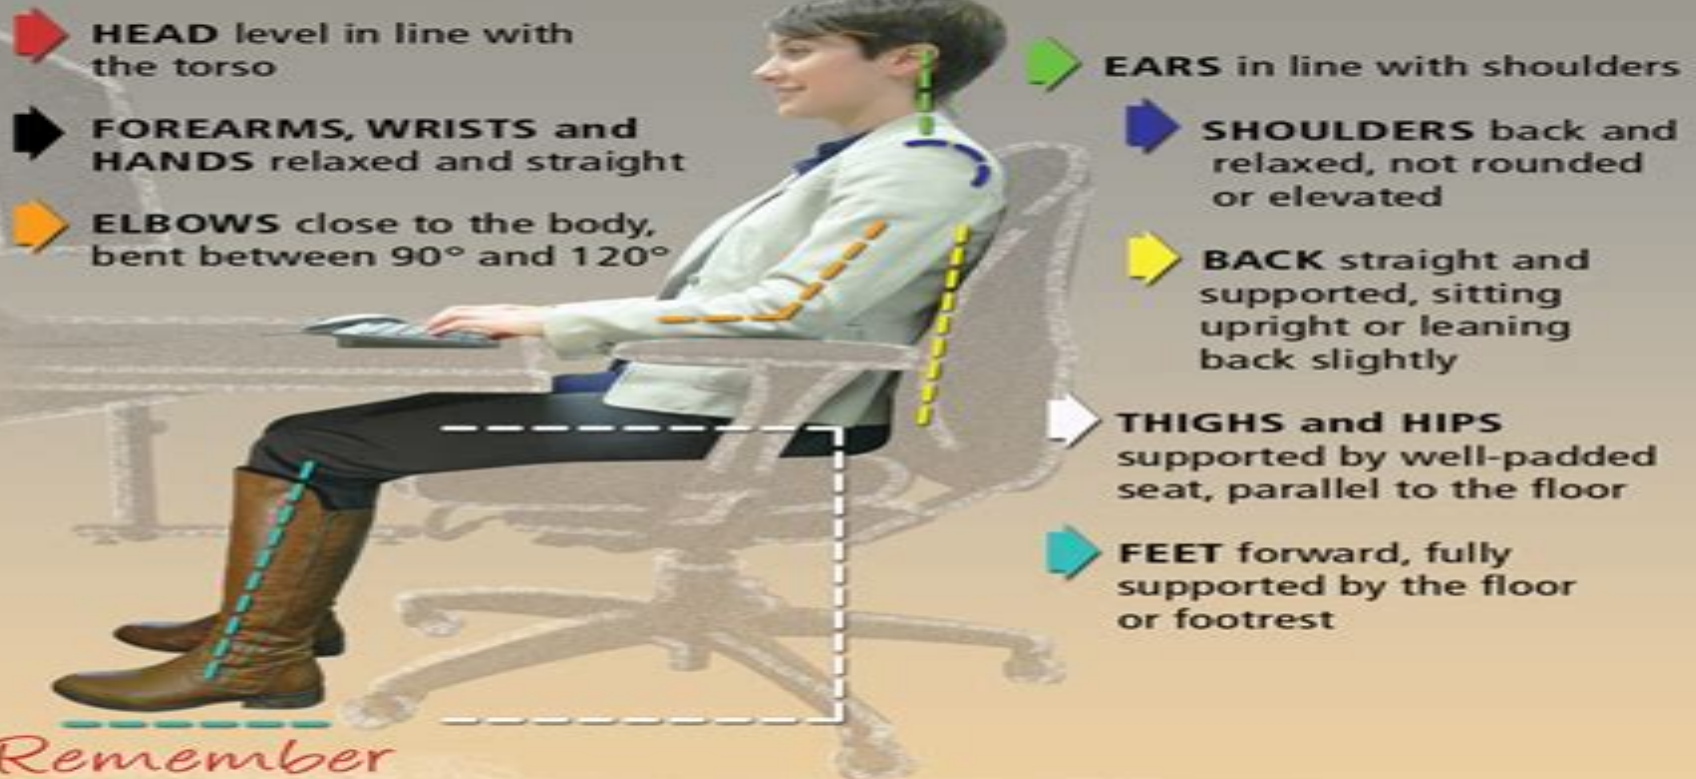 HEAD level in line with
the torso
FOREARMS, WRISTS and
HANDS relaxed and straight
ELBOWS close to the body,
bent between 90° and 120°
EARS in line with shoulders
SHOULDERS back and
relaxed, not rounded
or elevated
BACK straight and
supported, sitting
upright or leaning
back slightly
THIGHS and HIPS
supported by well-padded
seat, parallel to the floor
FEET forward, fully
supported by the floor
or footrest
Remember